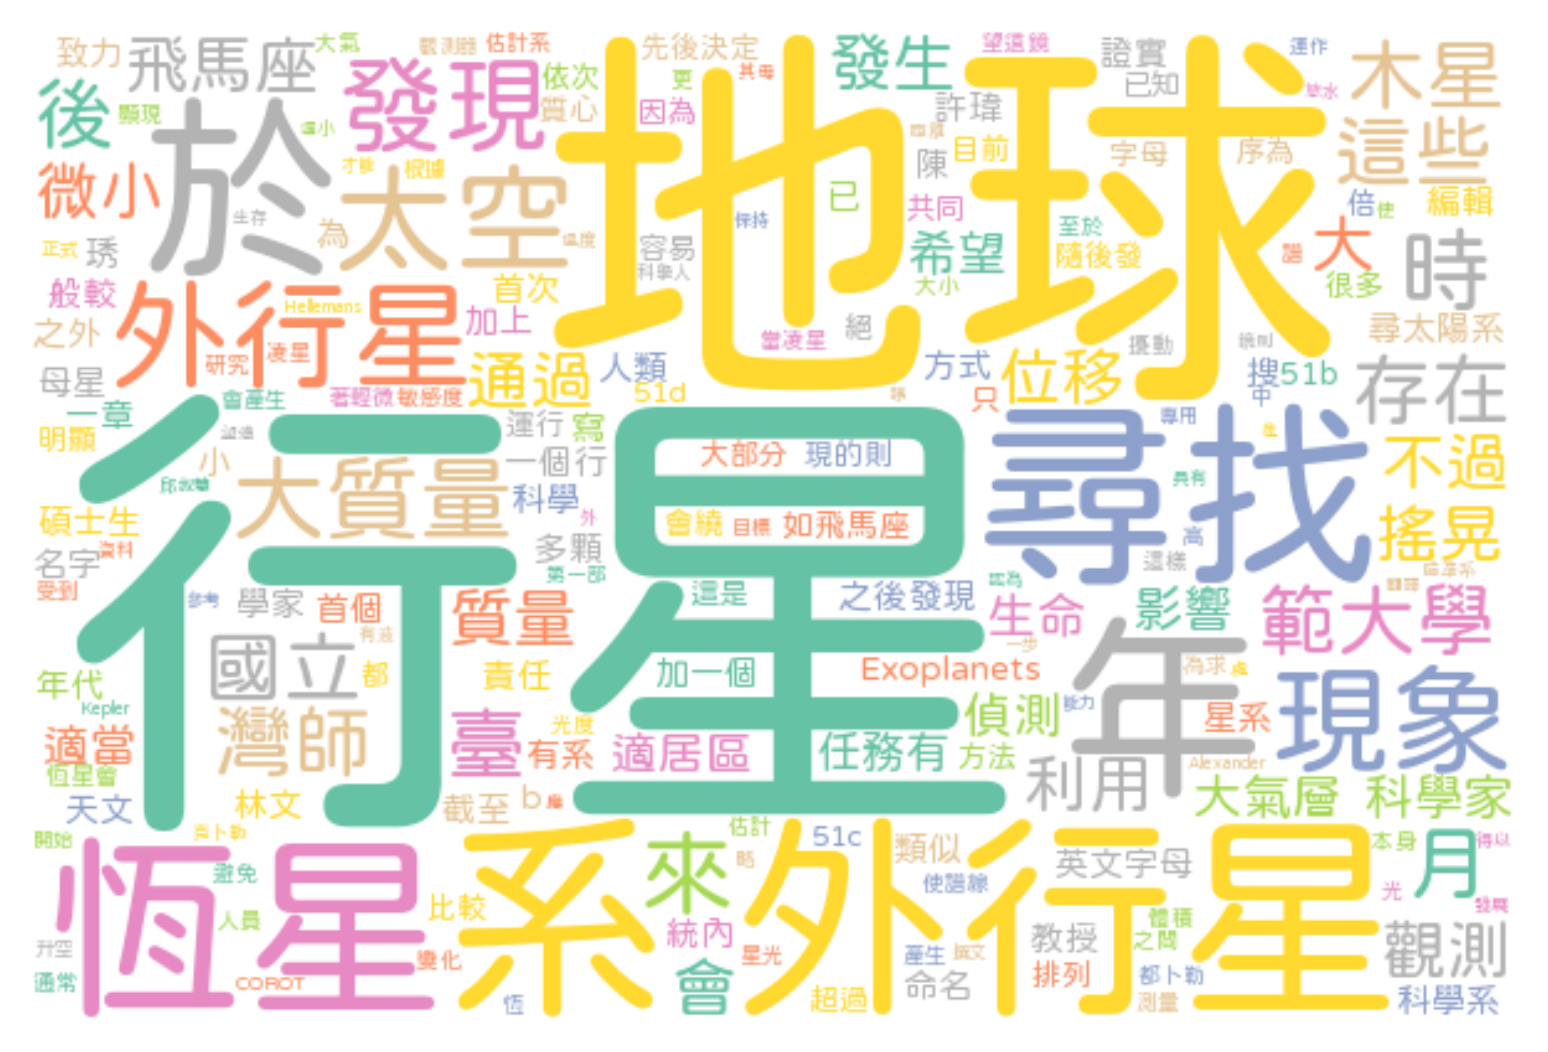 致力
飛馬座
大氣
觀測器
估計系
先後決定
發生
望遠鏡
證實
運作
木星
後
顯現
發現
依次
質心
更
其母
因為
地球
許瑋
已知
這些
微小
於
才能
根據
太空
陳
目前
字母
序為
倍
編輯
正式
琇
生存
為
溫度
容易
科學人
保持
已
共同
希望
至於
隨後發
大
很多
時
般較
外行星
Hellemans
首次
加上
當凌星
絕
大小
擾動
尋太陽系
之外
研究
凌星
母星
會產生
著輕微
敏感度
通過
人類
51d
方式
只
位移
搜
51b
中
存在
一章
明顯
小
運行
寫
一個行
大部分
現的則
專用
尋找
不過
碩士生
大質量
科學
外
會繞
目標
如飛馬座
具有
高
搖晃
名字
資料
受到
參考
行星
多顆
第一部
這是
之後發現
這樣
認為
學家
首個
質量
生命
影響
範大學
有液
國立
都
責任
加一個
Exoplanets
一步
年
為求
處
年代
Kepler
適當
恆星會
灣師
臺
光度
有系
適居區
任務有
偵測
方法
能力
星系
現象
Alexander
天文
林文
截至
b
利用
大氣層
科學家
開始
恆星
避免
人員
升空
通常
COROT
變化
比較
系外行星
來
估計
略
51c
類似
使譜線
英文字母
本身
月
得以
光
發展
統內
星光
會
恆
超過
產生
撰文
命名
教授
排列
體積
之間
都卜勒
測量
觀測
科學系